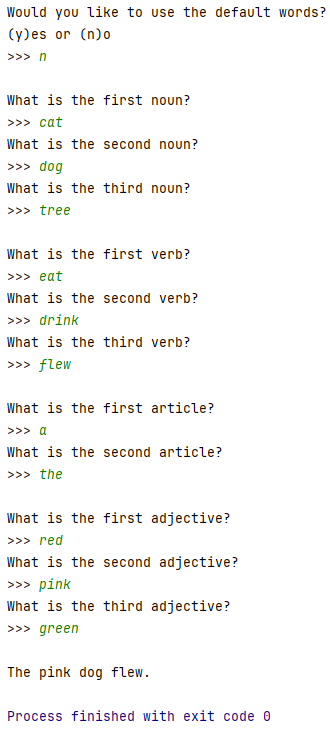 Would you like to use the default words?
(y)es or (n)o
>>> n
What is the first noun?
>>> cat
What is the second noun?
>>> dog
What is the third noun?
>>> tree
What is the first verb?
>>> eat
What is the second verb?
>>> drink
What is the third verb?
>>> flew
What is the first article?
>>> a
What is the second article?
>>> the
What is the first adjective?
>>> red
What is the second adjective?
>>> pink
What is the third adjective?
>>> green
The pink dog flew.
Process finished with exit code 0